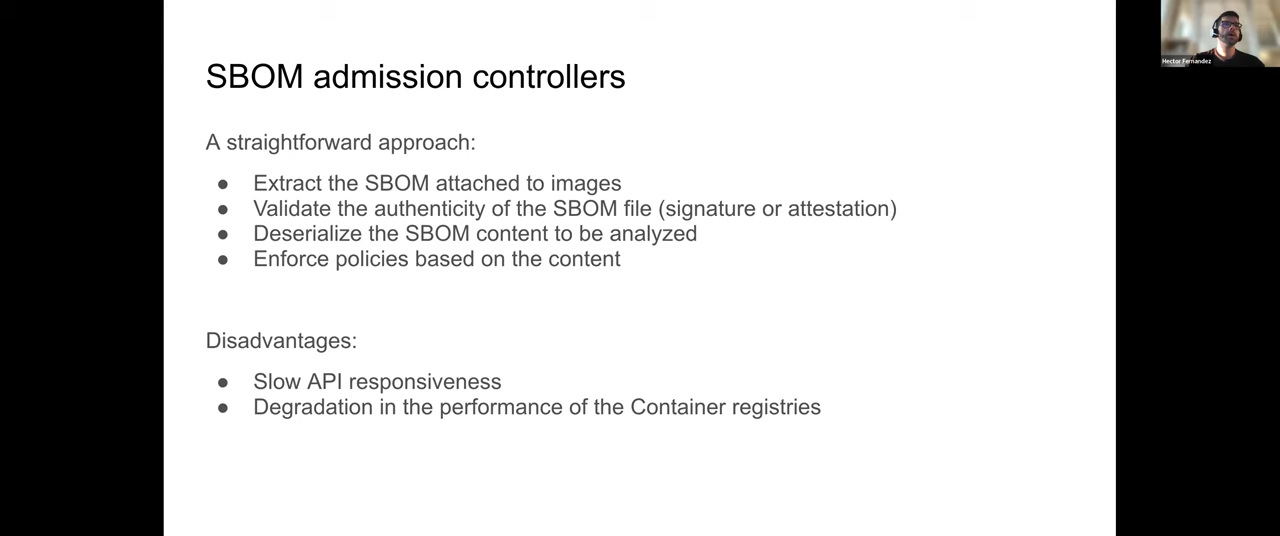 SBOM admission controllers
A straightforward approach:
● Extract the SBOM attached to images
● Validate the authenticity of the SBOM file (signature or attestation)
● Deserialize the SBOM content to be analyzed
● Enforce policies based on the content
Disadvantages:
● Slow API responsiveness
● Degradation in the performance of the Container registries
Hector Fernandez